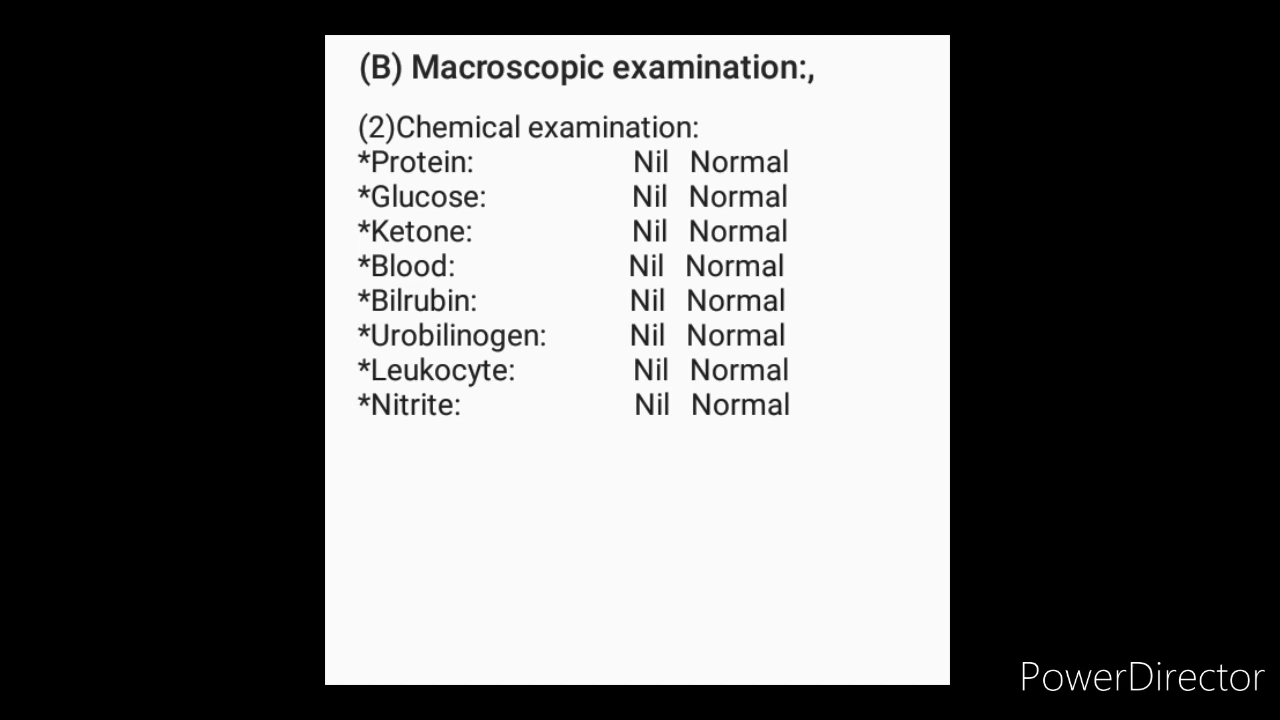 (B) Macroscopic examination:,
(2)Chemical examination:
*Protein: Nil Normal
*Glucose: Nil Normal
*Ketone: Nil Normal
*Blood: Nil Normal
*Bilrubin: Nil Normal
*Urobilinogen: Nil Normal
*Leukocyte: Nil Normal
*Nitrite: Nil Normal
PowerDirector